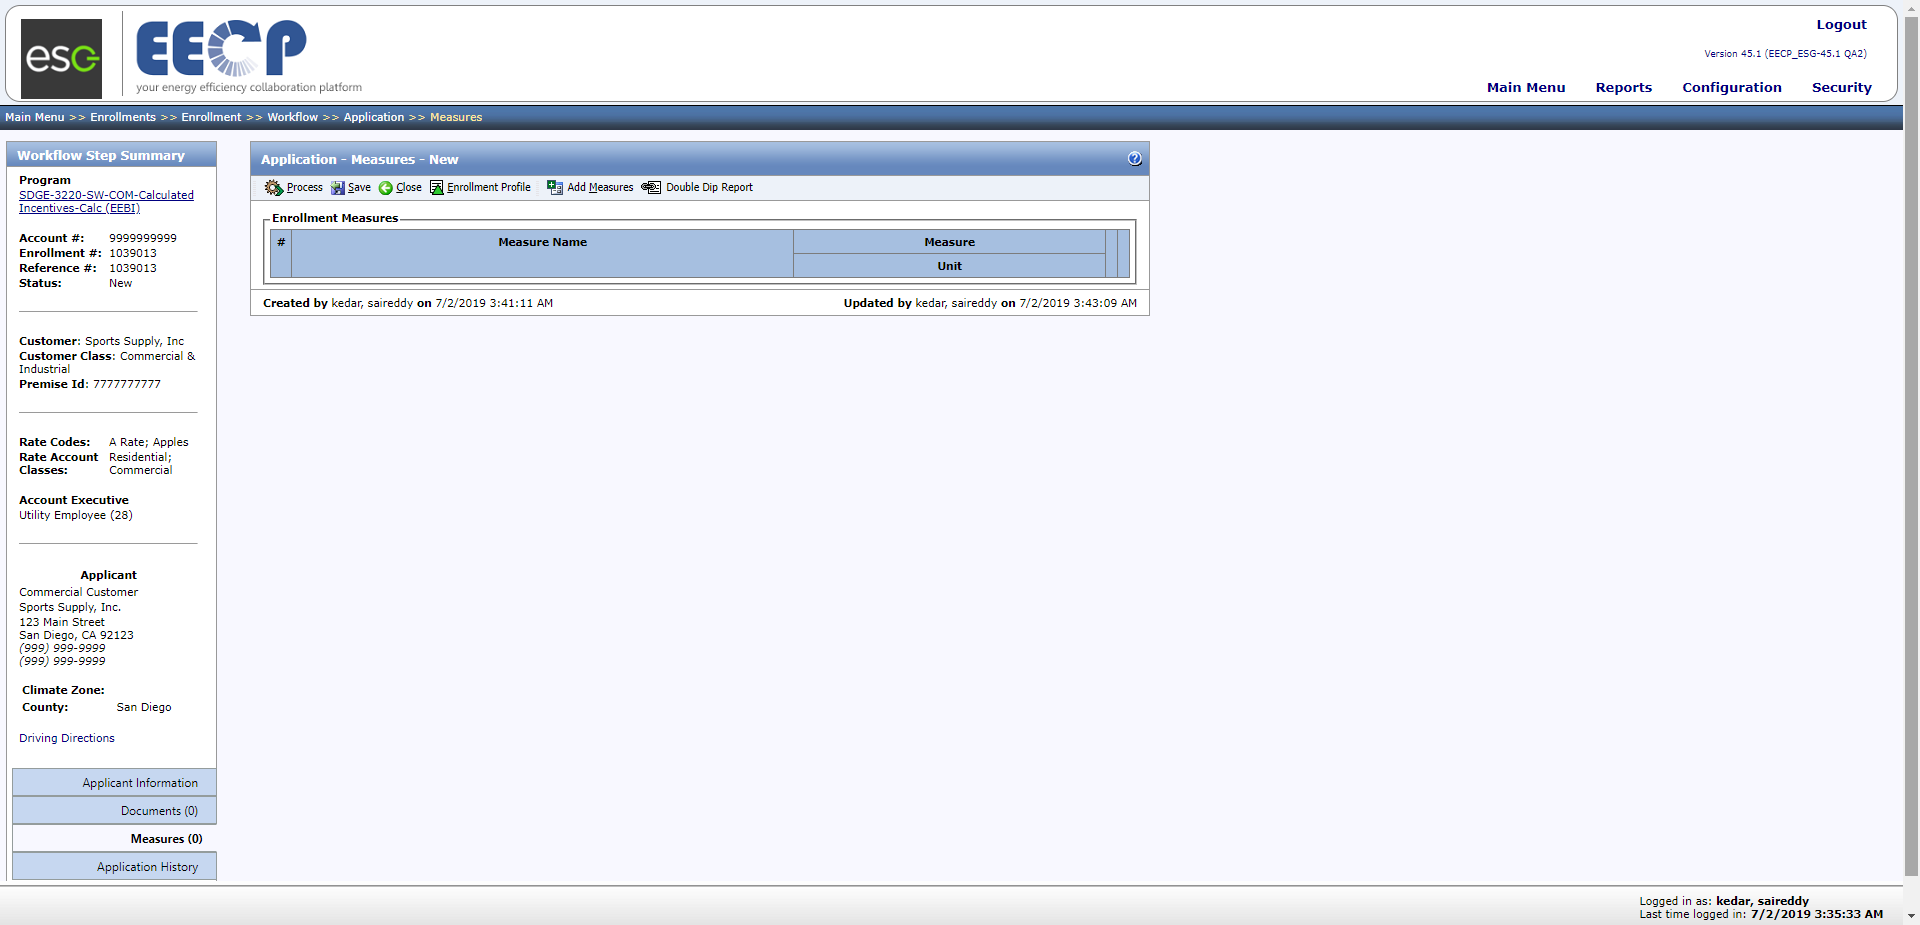 esg
EECP
your energy efficiency collaboration platform
Logout
Version 45.1 (EECP_ESG-45.1 QA2)
Main Menu Reports Configuration Security
Main Menu >> Enrollments >> Enrollment >> Workflow >> Application >> Measures
Workflow Step Summary
Program
SDGE-3220-SW-COM-Calculated
Incentives-Calc (EEBI)
Account #: 9999999999
Enrollment #: 1039013
Reference #: 1039013
Status: New
Customer: Sports Supply, Inc
Customer Class: Commercial &
Industrial
Premise Id: 7777777777
Rate Codes: A Rate; Apples
Rate Account Residential;
Classes: Commercial
Account Executive
Utility Employee (28)
Applicant
Commercial Customer
Sports Supply, Inc.
123 Main Street
San Diego, CA 92123
(999) 999-9999
(999) 999-9999
Climate Zone:
County: San Diego
Driving Directions
Applicant Information
Documents (0)
Measures (0)
Application History
Application - Measures - New
?
Process Save Close Enrollment Profile Add Measures Double Dip Report
Enrollment Measures
# Measure Name Measure
Unit
Created by kedar, saireddy on 7/2/2019 3:41:11 AM Updated by kedar, saireddy on 7/2/2019 3:43:09 AM
Logged in as: kedar, saireddy
Last time logged in: 7/2/2019 3:35:33 AM